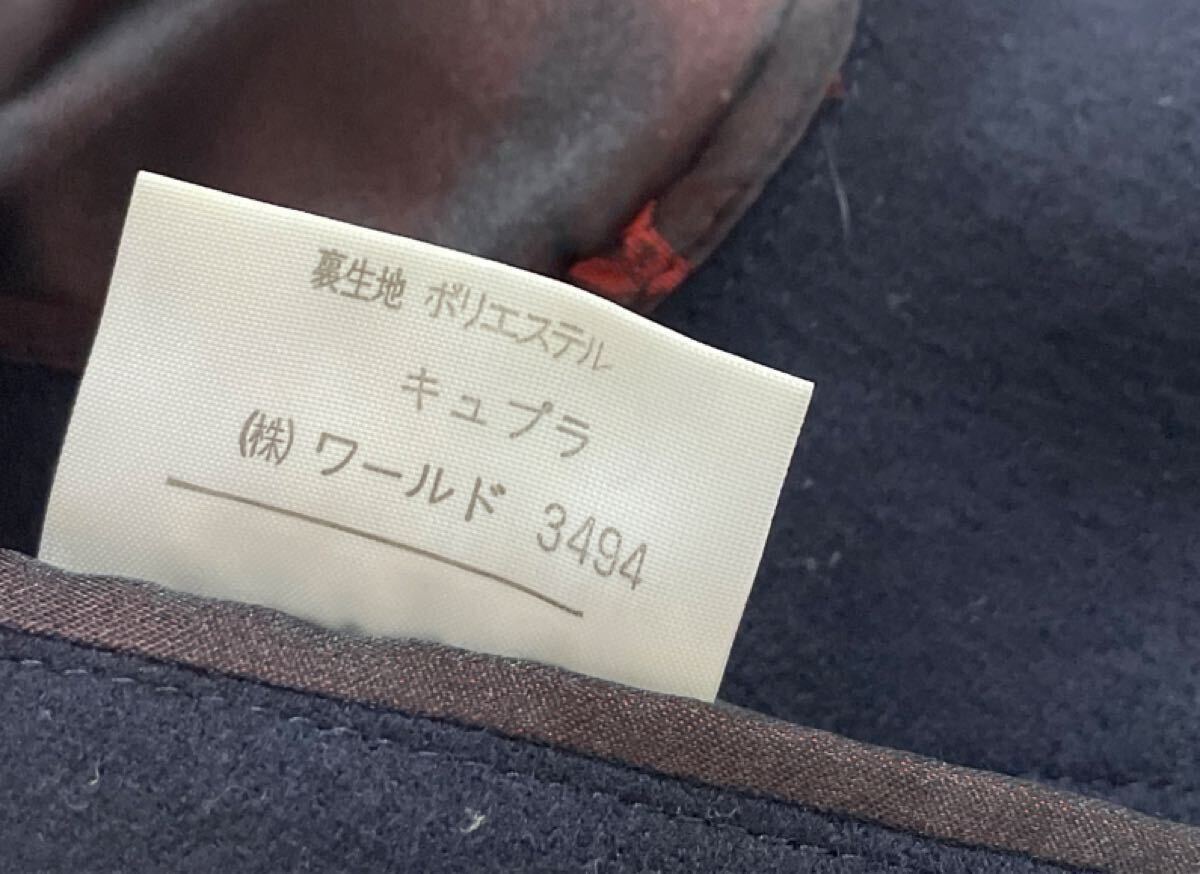 裏生地 ポリエステル
キュプラ
(株) ワールド 3494